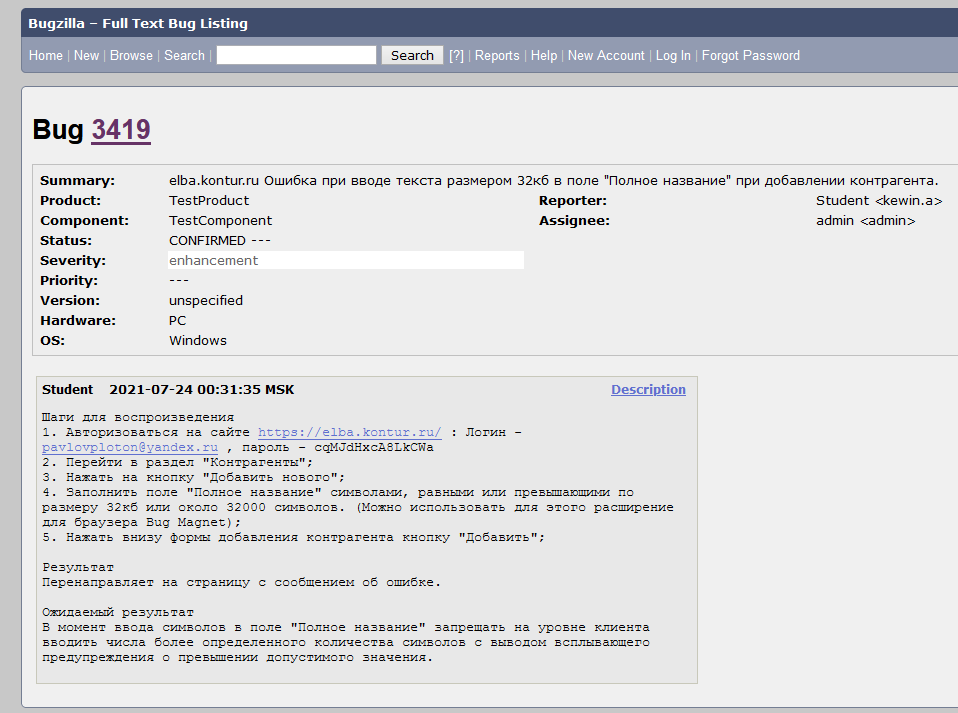 Bugzilla – Full Text Bug Listing
Home | New | Browse | Search | Search [?] | Reports | Help | New Account | Log In | Forgot Password
Bug 3419
Summary: elba.kontur.ru Ошибка при вводе текста размером 32кб в поле "Полное название" при добавлении контрагента.
Product: TestProduct Reporter: Student <kewin.a>
Component: TestComponent Assignee: admin <admin>
Status: CONFIRMED ---
Severity: enhancement
Priority: ---
Version: unspecified
Hardware: PC
OS: Windows
Student 2021-07-24 00:31:35 MSK Description
Шаги для воспроизведения
1. Авторизоваться на сайте https://elba.kontur.ru/ : Логин -
pavlovploton@yandex.ru , пароль - cqMJdHxcA8LkCWa
2. Перейти в раздел "Контрагенты";
3. Нажать на кнопку "Добавить нового";
4. Заполнить поле "Полное название" символами, равными или превышающими по
размеру 32кб или около 32000 символов. (Можно использовать для этого расширение
для браузера Bug Magnet);
5. Нажать внизу формы добавления контрагента кнопку "Добавить";
Результат
Перенаправляет на страницу с сообщением об ошибке.
Ожидаемый результат
В момент ввода символов в поле "Полное название" запрещать на уровне клиента
вводить числа более определенного количества символов с выводом всплывающего
предупреждения о превышении допустимого значения.